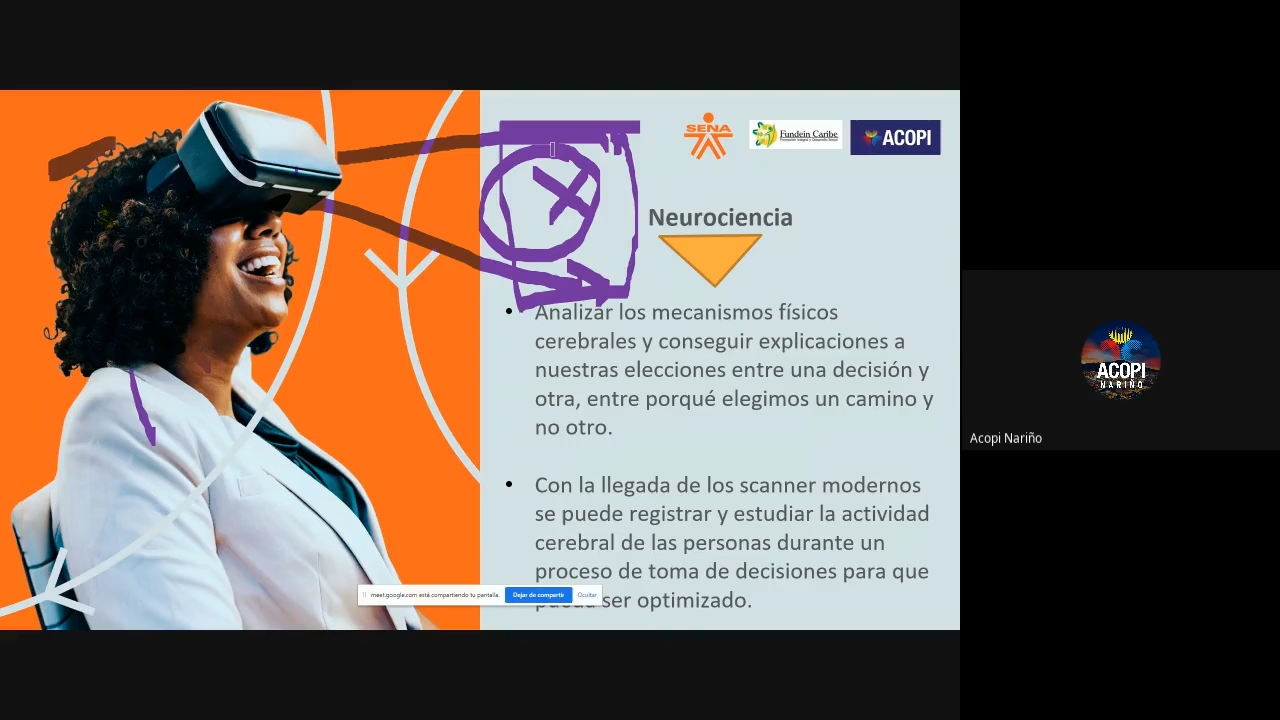 SENA
Fundein Caribe
ACOPI
Neurociencia
• Analizar los mecanismos físicos
cerebrales y conseguir explicaciones a
nuestras elecciones entre una decisión y
otra, entre porqué elegimos un camino y
no otro.
• Con la llegada de los scanner modernos
se puede registrar y estudiar la actividad
cerebral de las personas durante un
proceso de toma de decisiones para que
pueda ser optimizado.
meet.google.com está compartiendo tu pantalla.
Dejar de compartir
Ocultar
ACOPI
NARIÑO
Acopi Nariño